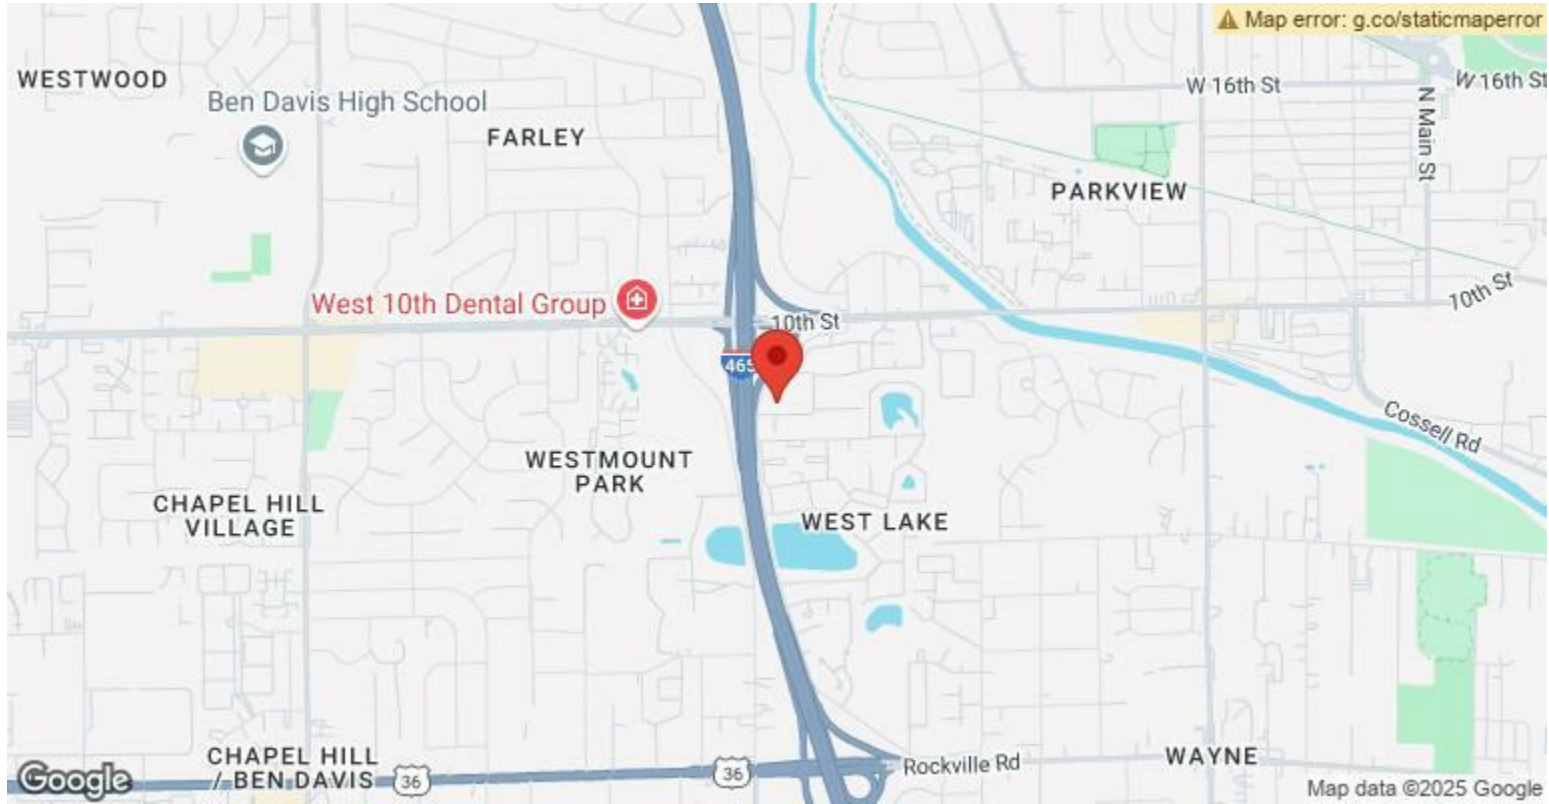 ⚠ Map error: g.co/staticmaperror
WESTWOOD
Ben Davis High School
FARLEY
W 16th St
W 16th St
N Main St
PARKVIEW
West 10th Dental Group
10th St
10th St
465
Cossell Rd
WESTMOUNT
PARK
CHAPEL HILL
VILLAGE
WEST LAKE
CHAPEL HILL
/ BEN DAVIS
36
36
Rockville Rd
WAYNE
Google
Map data ©2025 Google